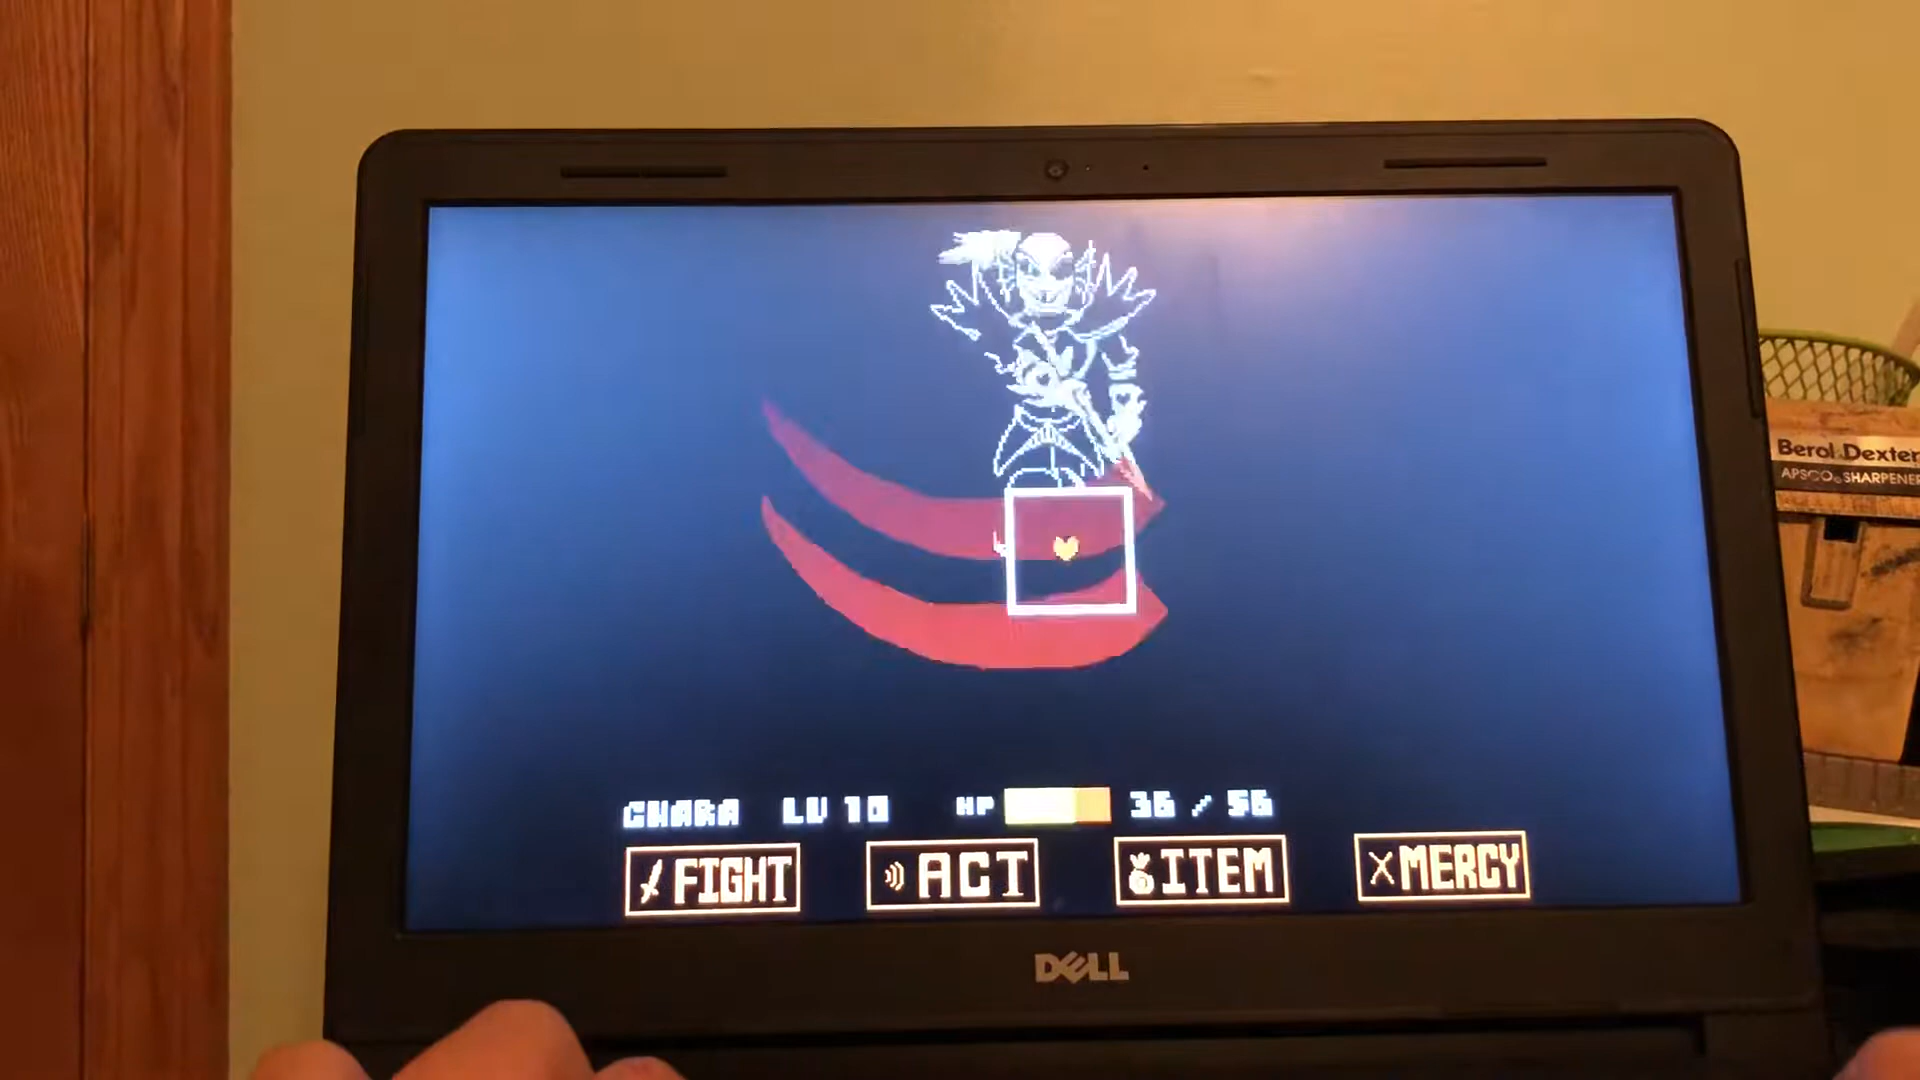 CHARA LV 10 HP 36 / 56
FIGHT ACT ITEM MERCY
DELL
Berol Dexter
APSCO SHARPENER